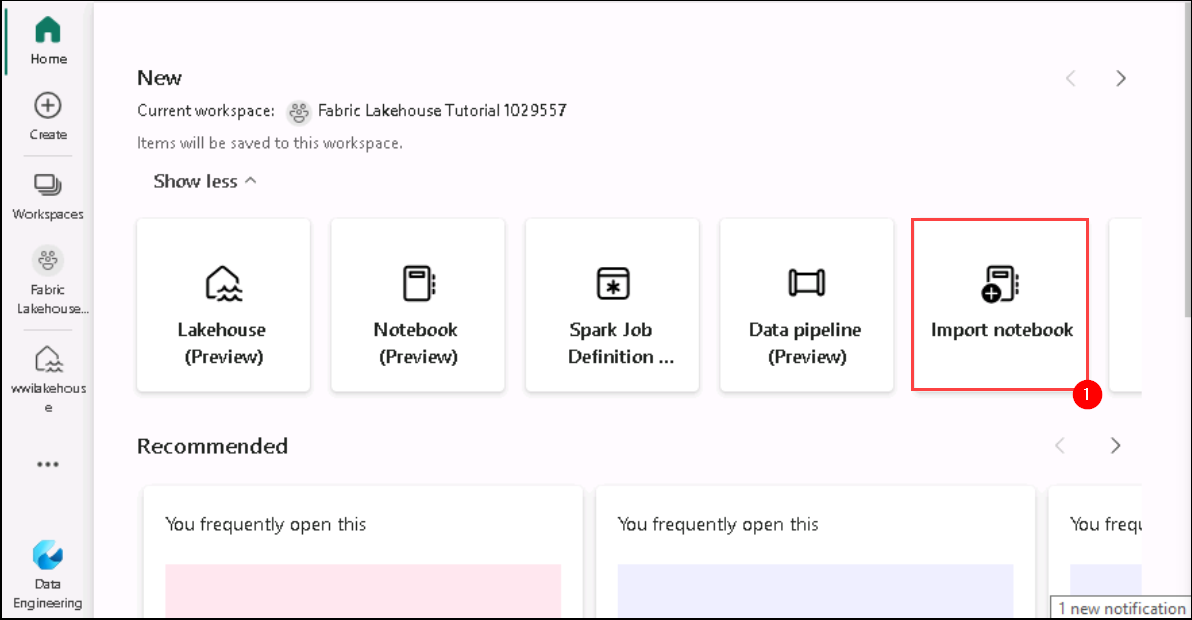 Home
Create
Workspaces
Fabric
Lakehouse...
wwilakehous
e
Data
Engineering
New
Current workspace: Fabric Lakehouse Tutorial 1029557
Items will be saved to this workspace.
Show less
Lakehouse
(Preview)
Notebook
(Preview)
Spark Job
Definition ...
Data pipeline
(Preview)
Import notebook
1
Recommended
You frequently open this
You frequently open this
You frequ
1 new notification